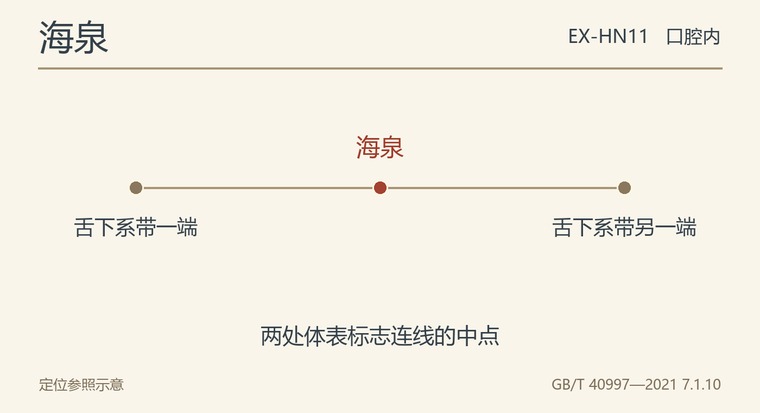 海泉
EX-HN11 口腔内
海泉
舌下系带一端
舌下系带另一端
两处体表标志连线的中点
定位参照示意
GB/T 40997—2021 7.1.10